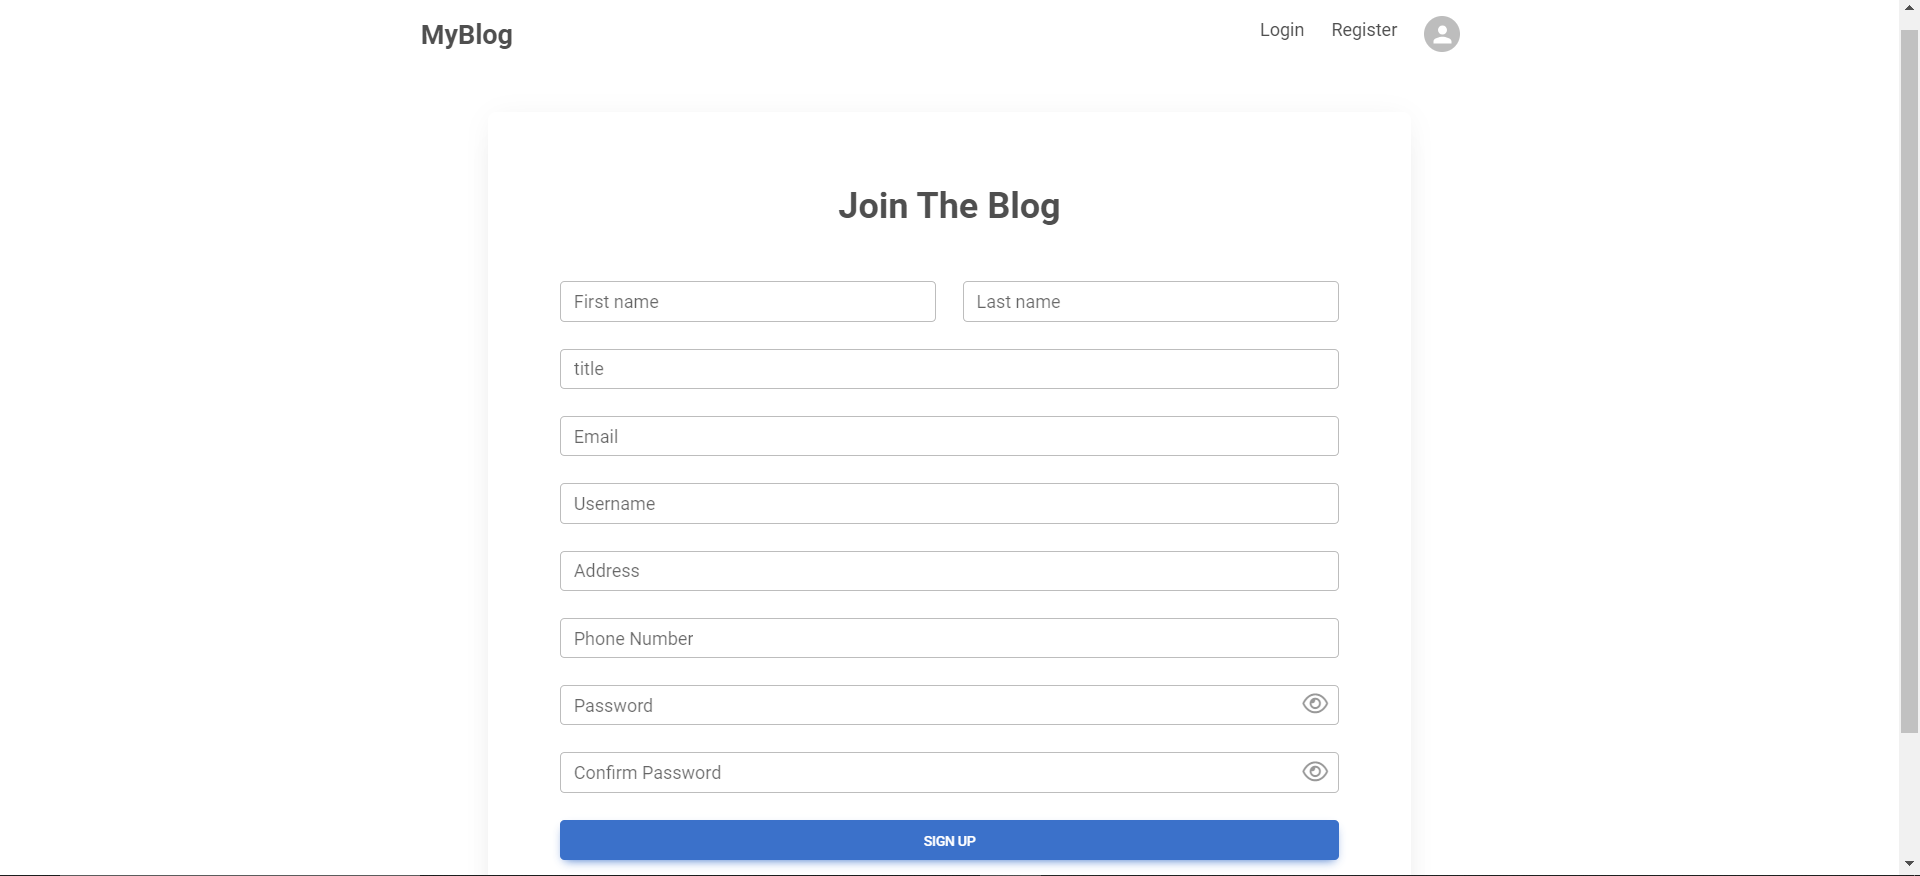 MyBlog
Login Register
Join The Blog
First name Last name
title
Email
Username
Address
Phone Number
Password
Confirm Password
SIGN UP